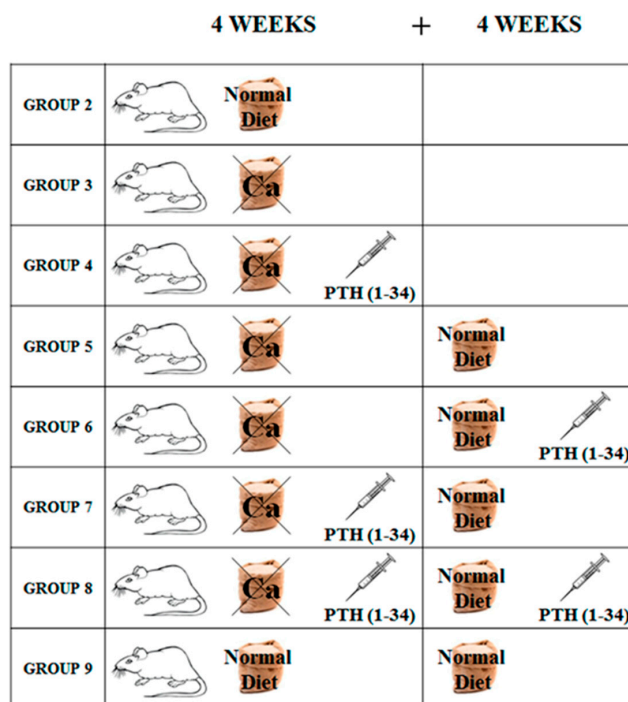 4 WEEKS + 4 WEEKS
GROUP 2 Normal
Diet
GROUP 3 Ca
GROUP 4 Ca
PTH (1-34)
GROUP 5 Ca Normal
Diet
GROUP 6 Ca Normal
Diet
PTH (1-34)
GROUP 7 Ca Normal
Diet
PTH (1-34)
GROUP 8 Ca Normal
Diet
PTH (1-34) PTH (1-34)
GROUP 9 Normal Normal
Diet Diet